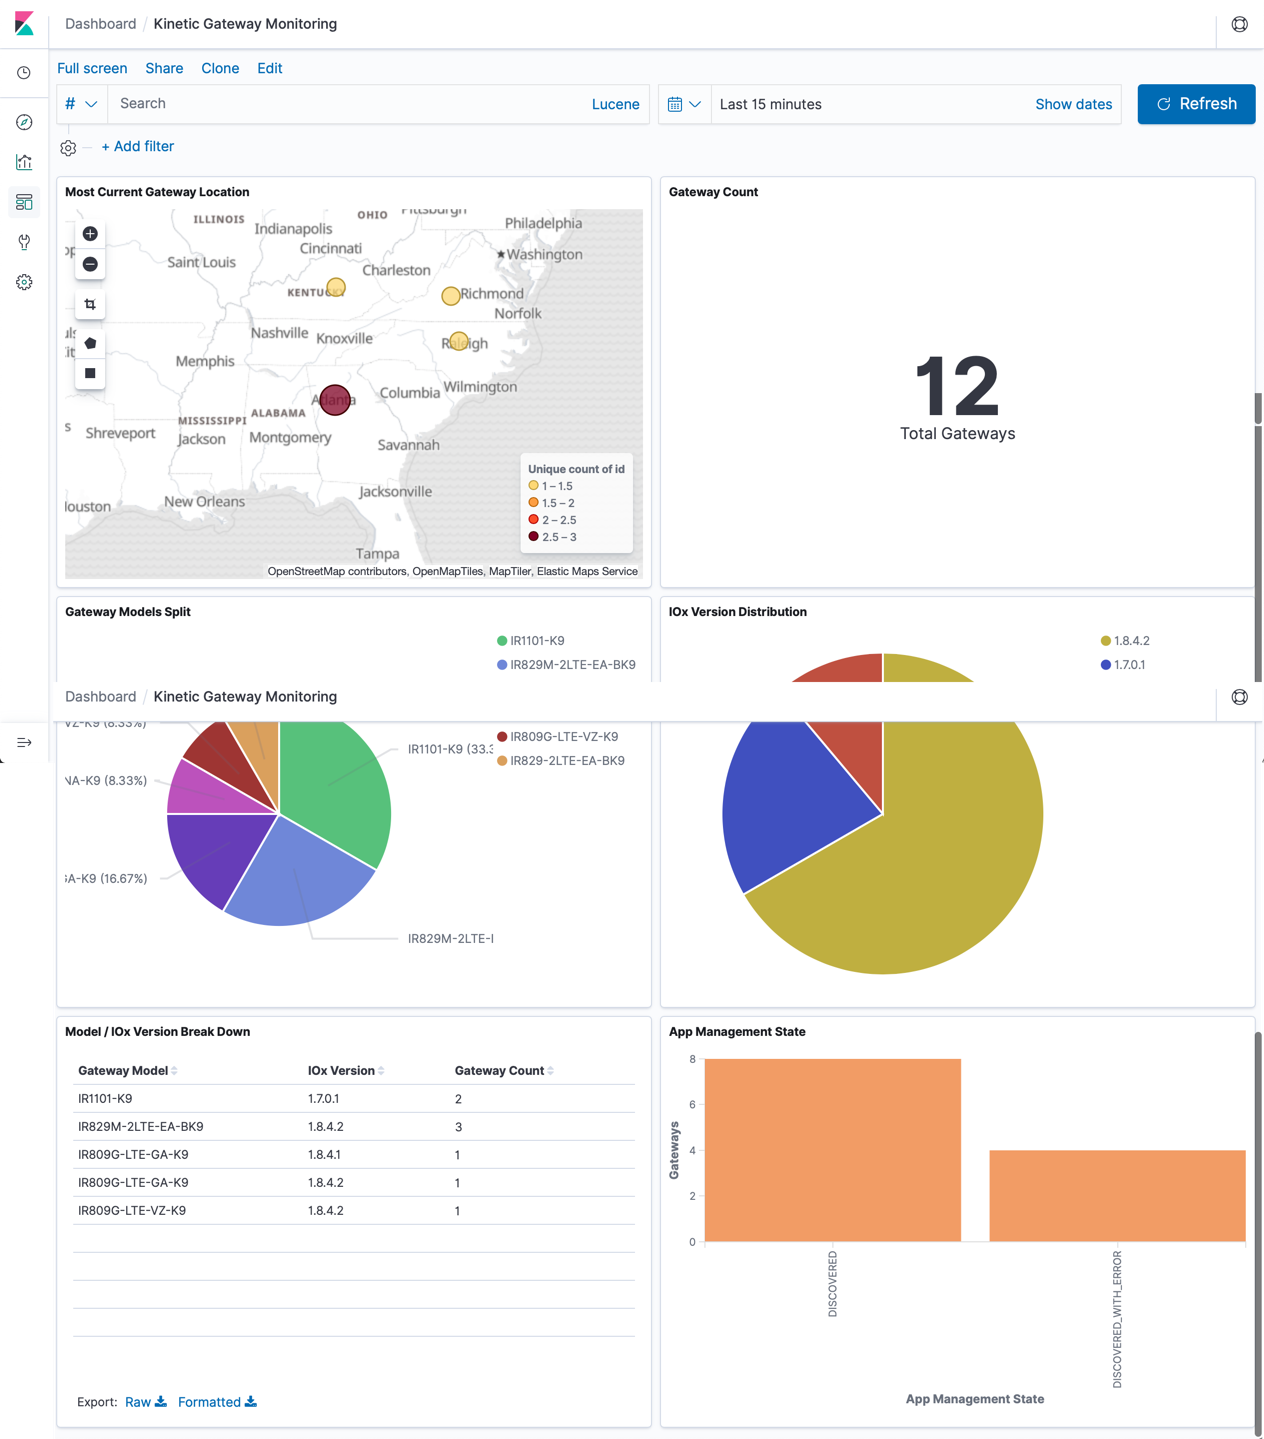 Dashboard / Kinetic Gateway Monitoring
Full screen Share Clone Edit
# Search Lucene Last 15 minutes Show dates Refresh
+ Add filter
Most Current Gateway Location
ILLINOIS
OHIO
Pittsburgh
Indianapolis
Philadelphia
Cincinnati
Washington
Saint Louis
Charleston
KENTUCKY
Richmond
Norfolk
Nashville
Knoxville
Raleigh
Memphis
Columbia
Wilmington
Atlanta
ALABAMA
MISSISSIPPI
Shreveport
Jackson
Montgomery
Savannah
Jacksonville
New Orleans
louston
Tampa
Unique count of id
1 – 1.5
1.5 – 2
2 – 2.5
2.5 – 3
OpenStreetMap contributors, OpenMapTiles, MapTiler, Elastic Maps Service
Gateway Count
12
Total Gateways
Gateway Models Split
IR1101-K9
IR829M-2LTE-EA-BK9
IOx Version Distribution
1.8.4.2
1.7.0.1
Dashboard / Kinetic Gateway Monitoring
VZ-K9 (8.33%)
IR809G-LTE-VZ-K9
IR829-2LTE-EA-BK9
IR1101-K9 (33.3
NA-K9 (8.33%)
GA-K9 (16.67%)
IR829M-2LTE-I
Model / IOx Version Break Down
Gateway Model IOx Version Gateway Count
IR1101-K9 1.7.0.1 2
IR829M-2LTE-EA-BK9 1.8.4.2 3
IR809G-LTE-GA-K9 1.8.4.1 1
IR809G-LTE-GA-K9 1.8.4.2 1
IR809G-LTE-VZ-K9 1.8.4.2 1
Export: Raw Formatted
App Management State
8
6
4
2
0
Gateways
DISCOVERED
DISCOVERED_WITH_ERROR
App Management State